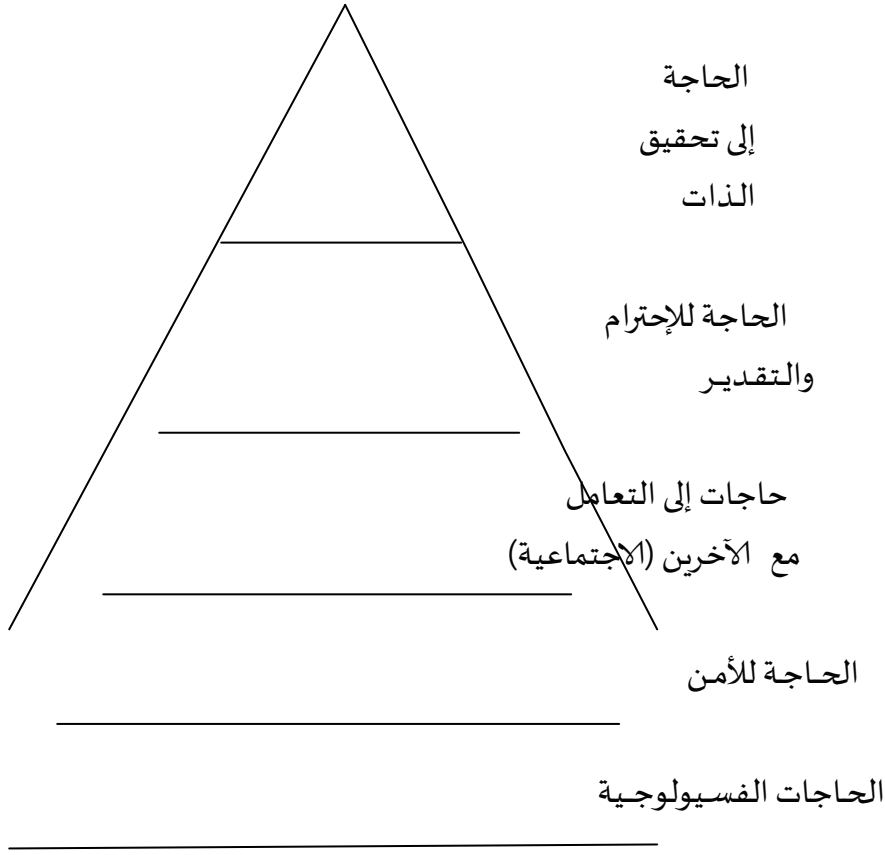 الحاجة
إلى تحقيق
الذات
الحاجة للإحترام
والتقدير
حاجات إلى التعامل
مع الآخرين (الاجتماعية)
الحاجة للأمن
الحاجات الفسيولوجية